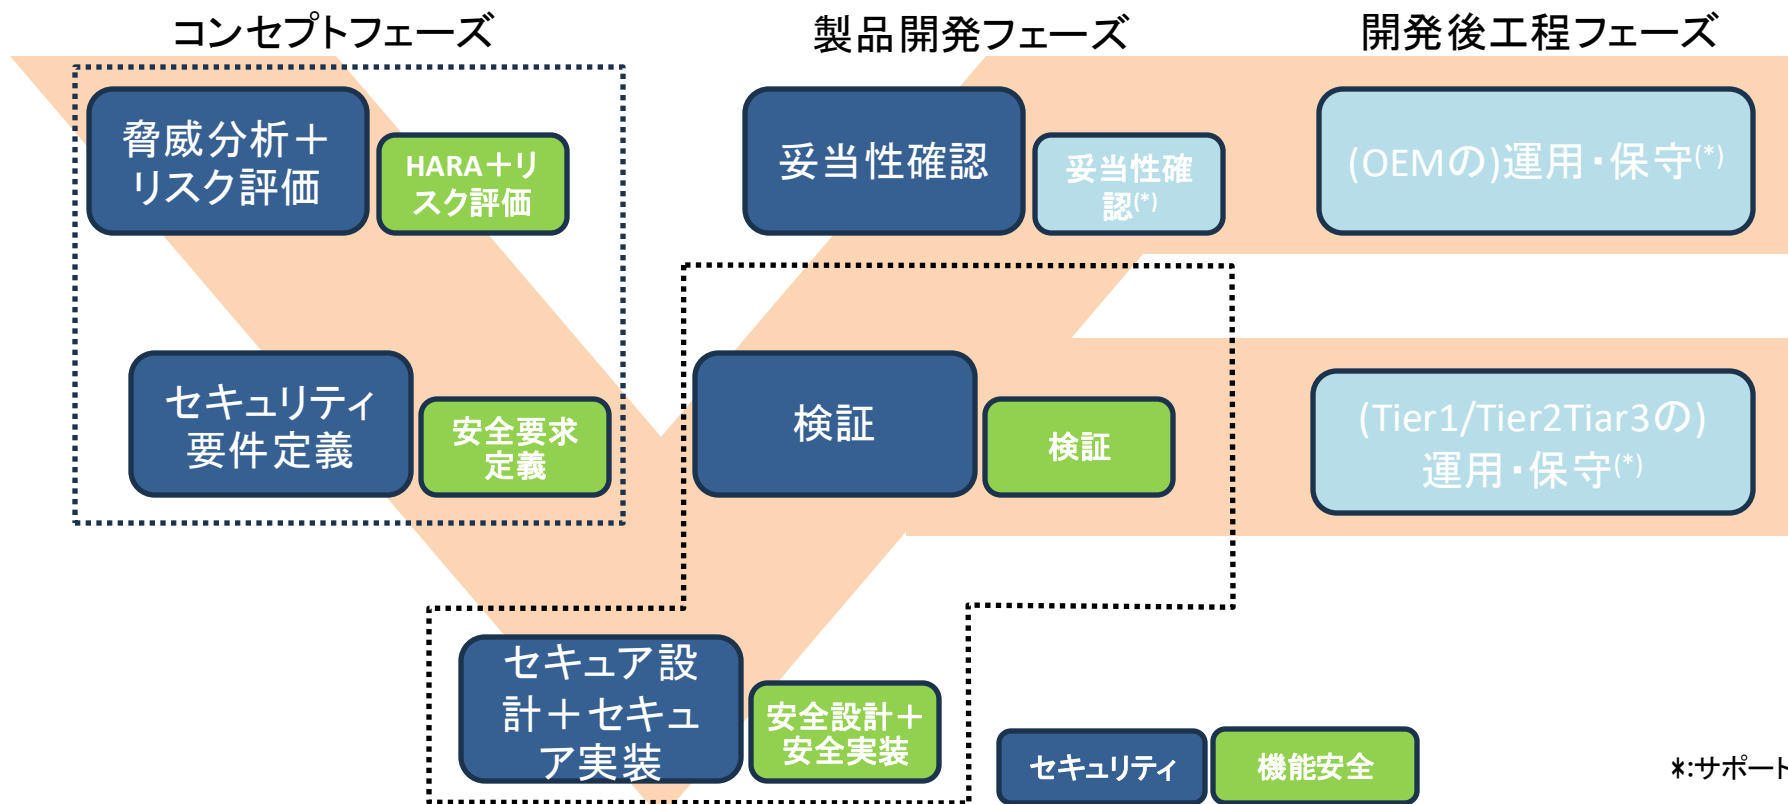 コンセプトフェーズ
製品開発フェーズ
開発後工程フェーズ
脅威分析＋
リスク評価
HARA＋リ
スク評価
妥当性確認
妥当性確
認(*)
(OEMの)運用・保守(*)
セキュリティ
要件定義
安全要求
定義
検証
検証
(Tier1/Tier2Tiar3の)
運用・保守(*)
セキュア設
計＋セキュ
ア実装
安全設計＋
安全実装
セキュリティ
機能安全
*:サポート